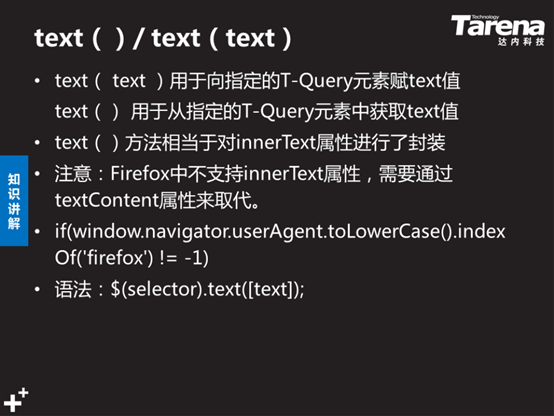 text（ ）/ text（text）
Technology
Tarena
达内科技
• text（ text ）用于向指定的T-Query元素赋text值
text（ ） 用于从指定的T-Query元素中获取text值
• text（ ）方法相当于对innerText属性进行了封装
• 注意：Firefox中不支持innerText属性，需要通过
textContent属性来取代。
• if(window.navigator.userAgent.toLowerCase().index
Of('firefox') != -1)
• 语法：$(selector).text([text]);
知识讲解